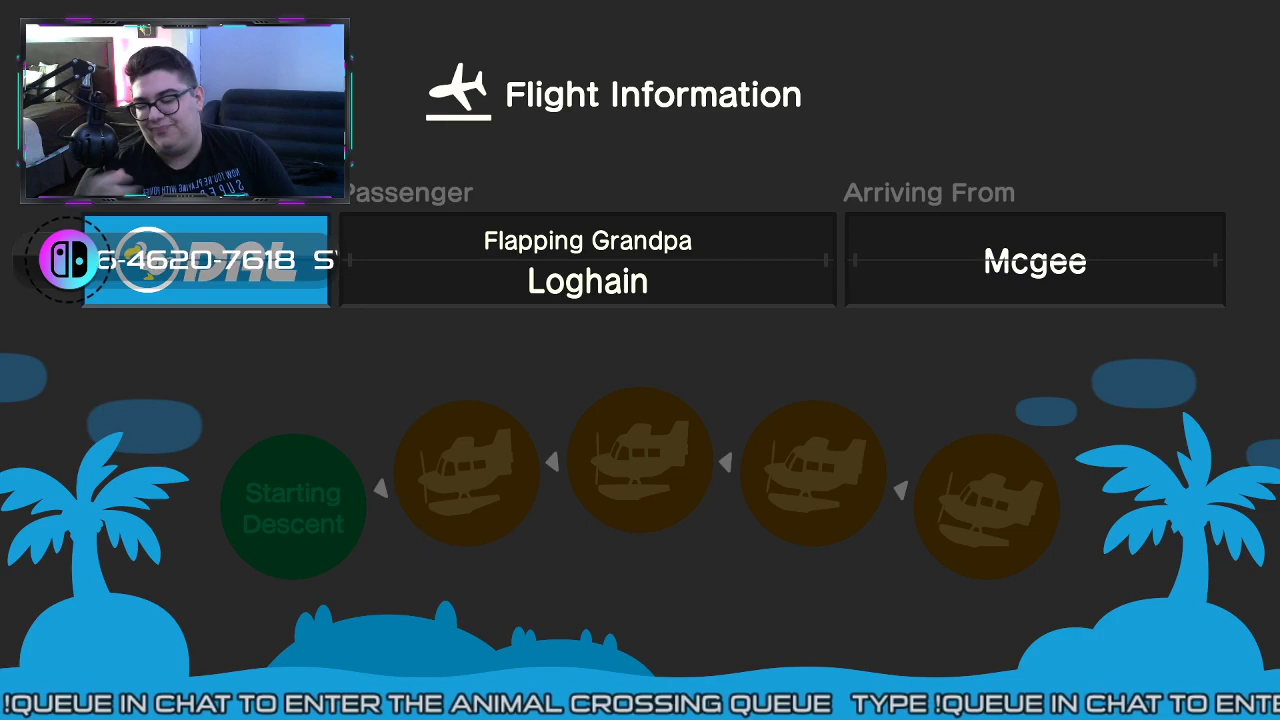 Flight Information
Passenger
Arriving From
6-4620-7618 S
DAL
Flapping Grandpa
Loghain
Mcgee
Starting
Descent
!QUEUE IN CHAT TO ENTER THE ANIMAL CROSSING QUEUE TYPE !QUEUE IN CHAT TO ENTE